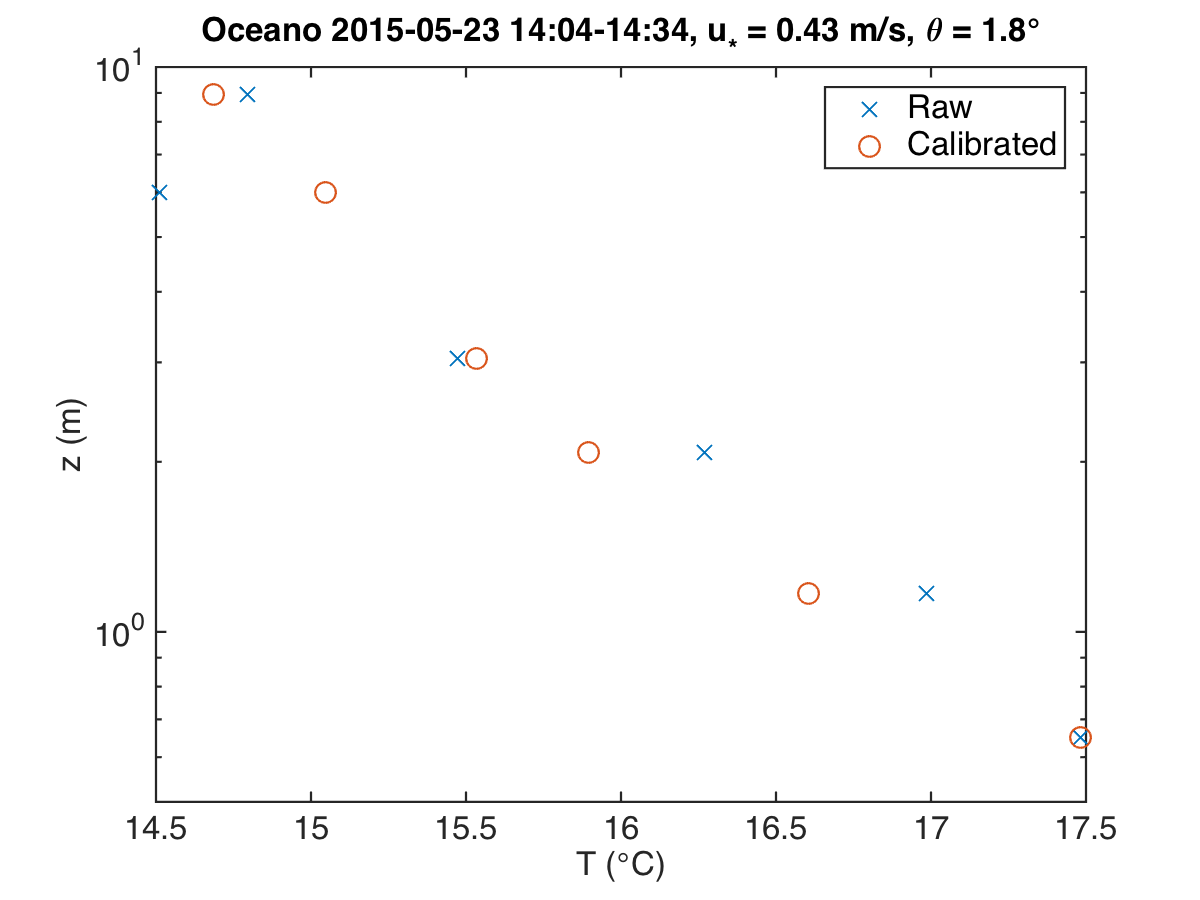 Oceano 2015-05-23 14:04-14:34, u* = 0.43 m/s, θ = 1.8°
10¹
Raw
Calibrated
z (m)
10⁰
14.5 15 15.5 16 16.5 17 17.5
T (°C)